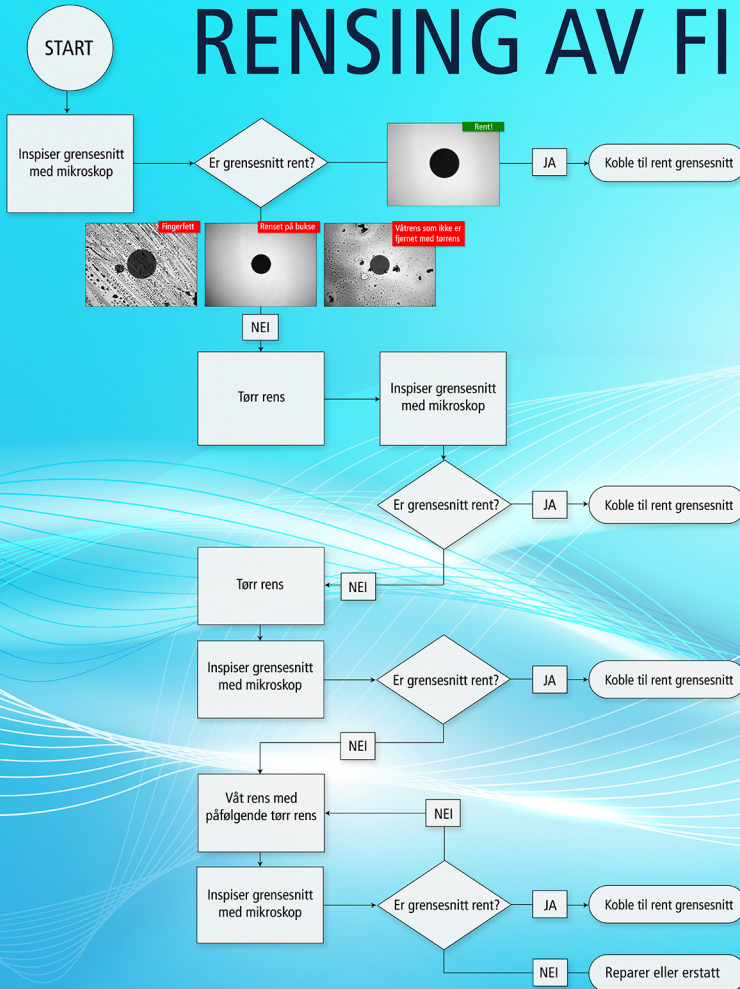 RENSING AV FI
START
Inspiser grensesnitt
med mikroskop
Er grensesnitt rent?
Rent!
JA
Koble til rent grensesnitt
Fingerfett
Renset på bukse
Våtrens som ikke er
fjernet med tørrens
NEI
Tørr rens
Inspiser grensesnitt
med mikroskop
Er grensesnitt rent?
JA
Koble til rent grensesnitt
NEI
Tørr rens
Inspiser grensesnitt
med mikroskop
Er grensesnitt rent?
JA
Koble til rent grensesnitt
NEI
Våt rens med
påfølgende tørr rens
NEI
Inspiser grensesnitt
med mikroskop
Er grensesnitt rent?
JA
Koble til rent grensesnitt
NEI
Reparer eller erstatt